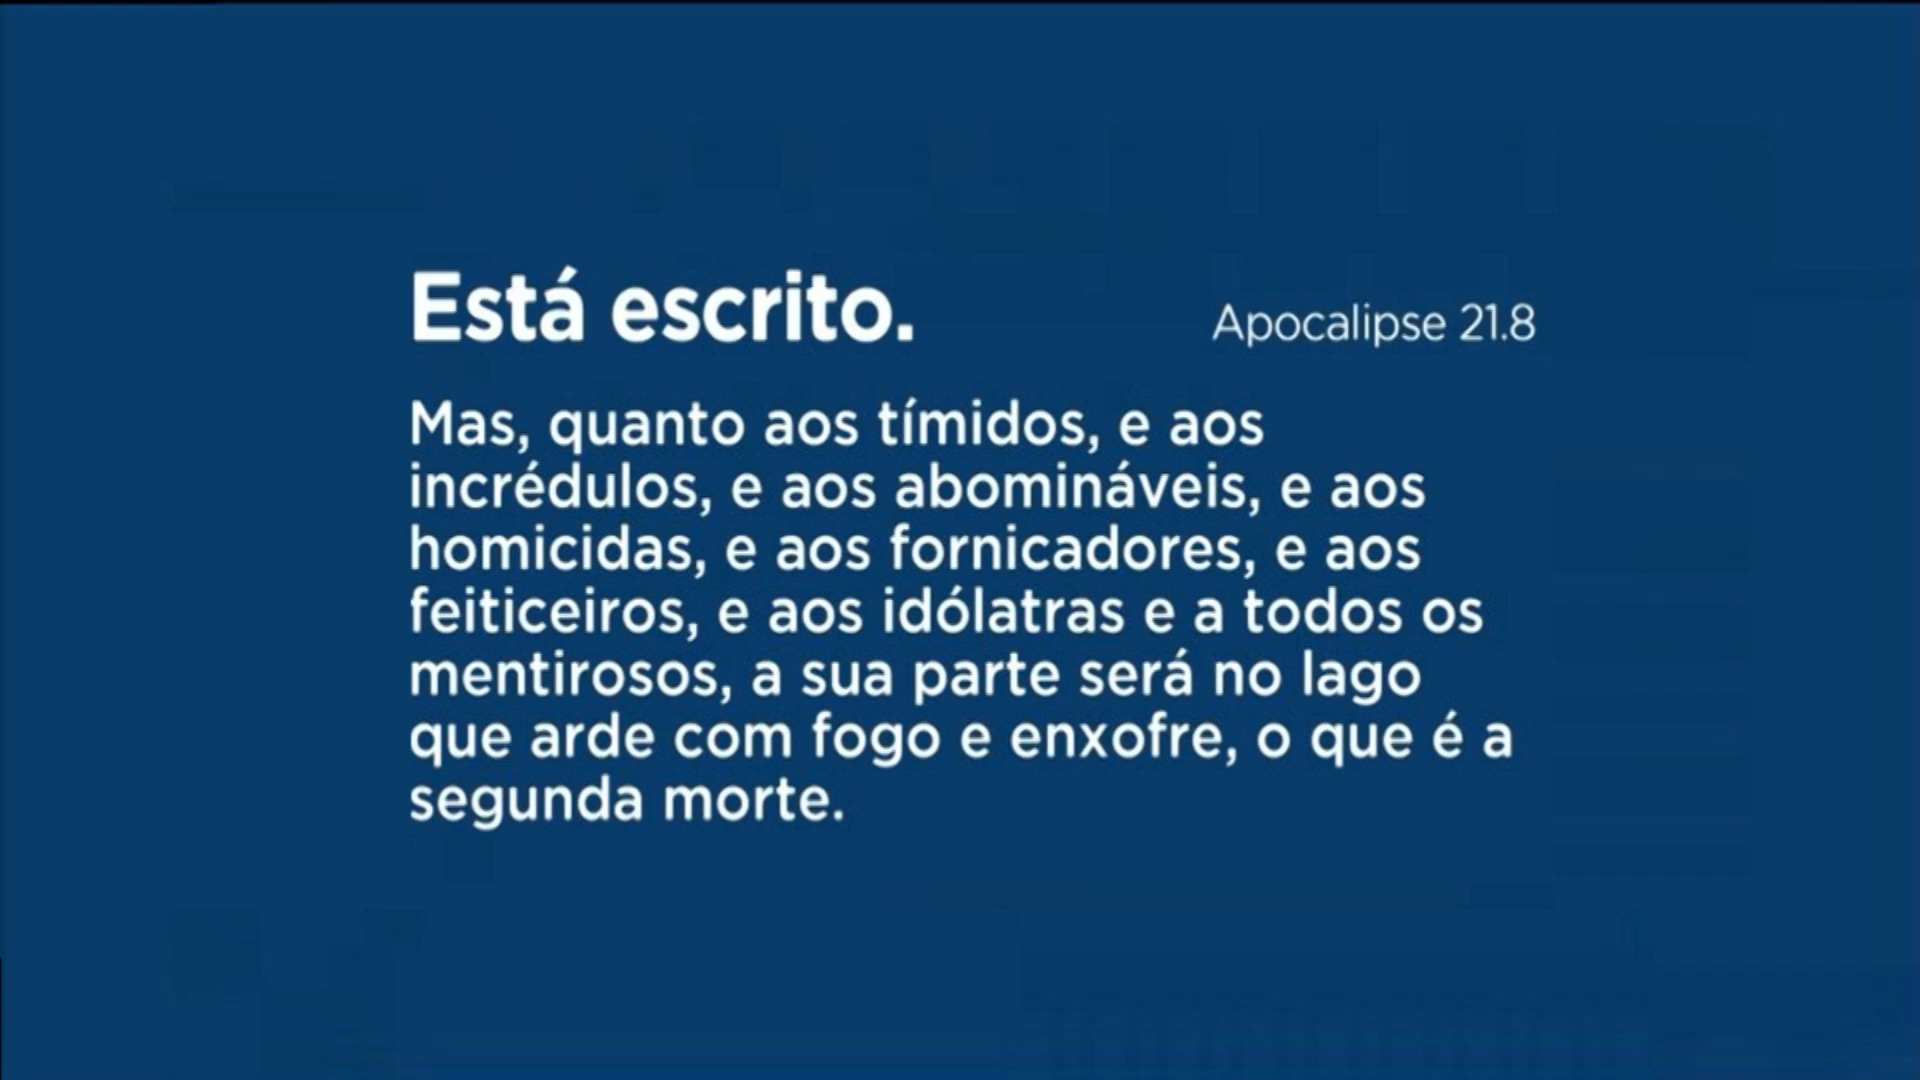 Está escrito.
Apocalipse 21.8
Mas, quanto aos tímidos, e aos
incrédulos, e aos abomináveis, e aos
homicidas, e aos fornicadores, e aos
feiticeiros, e aos idólatras e a todos os
mentirosos, a sua parte será no lago
que arde com fogo e enxofre, o que é a
segunda morte.